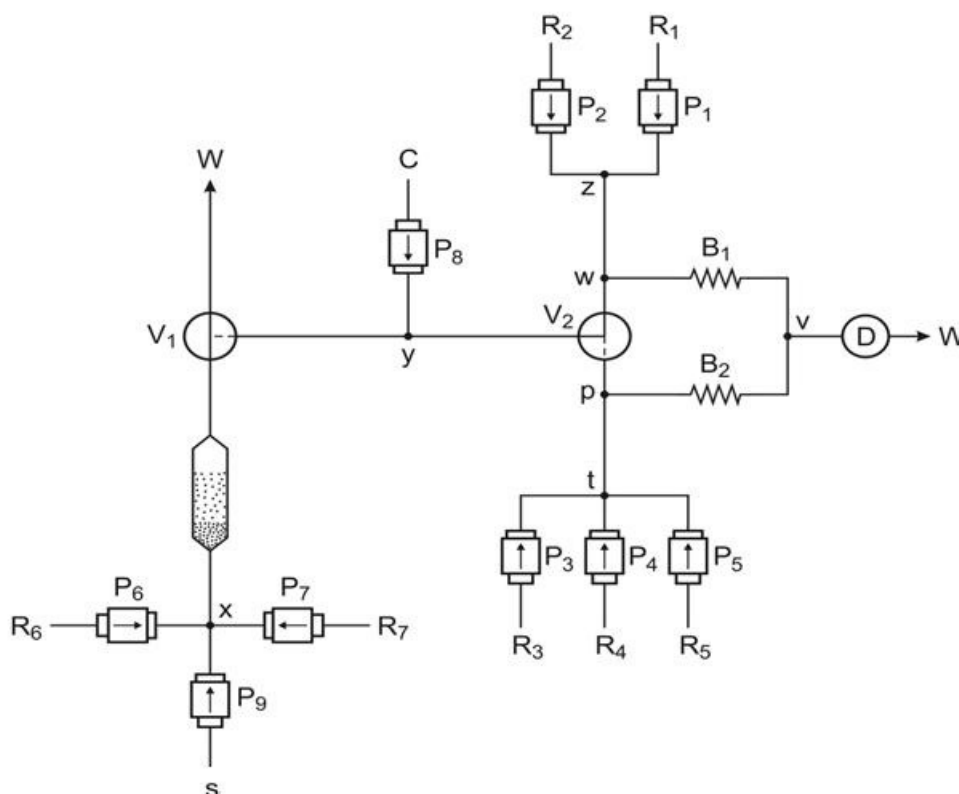 R₂ R₁
P₂ P₁
W C
z
P₈
B₁
w
V₁ V₂ v
y D W
B₂
p
t
P₃ P₄ P₅
P₆ P₇
x
R₆ R₇
R₃ R₄ R₅
P₉
s